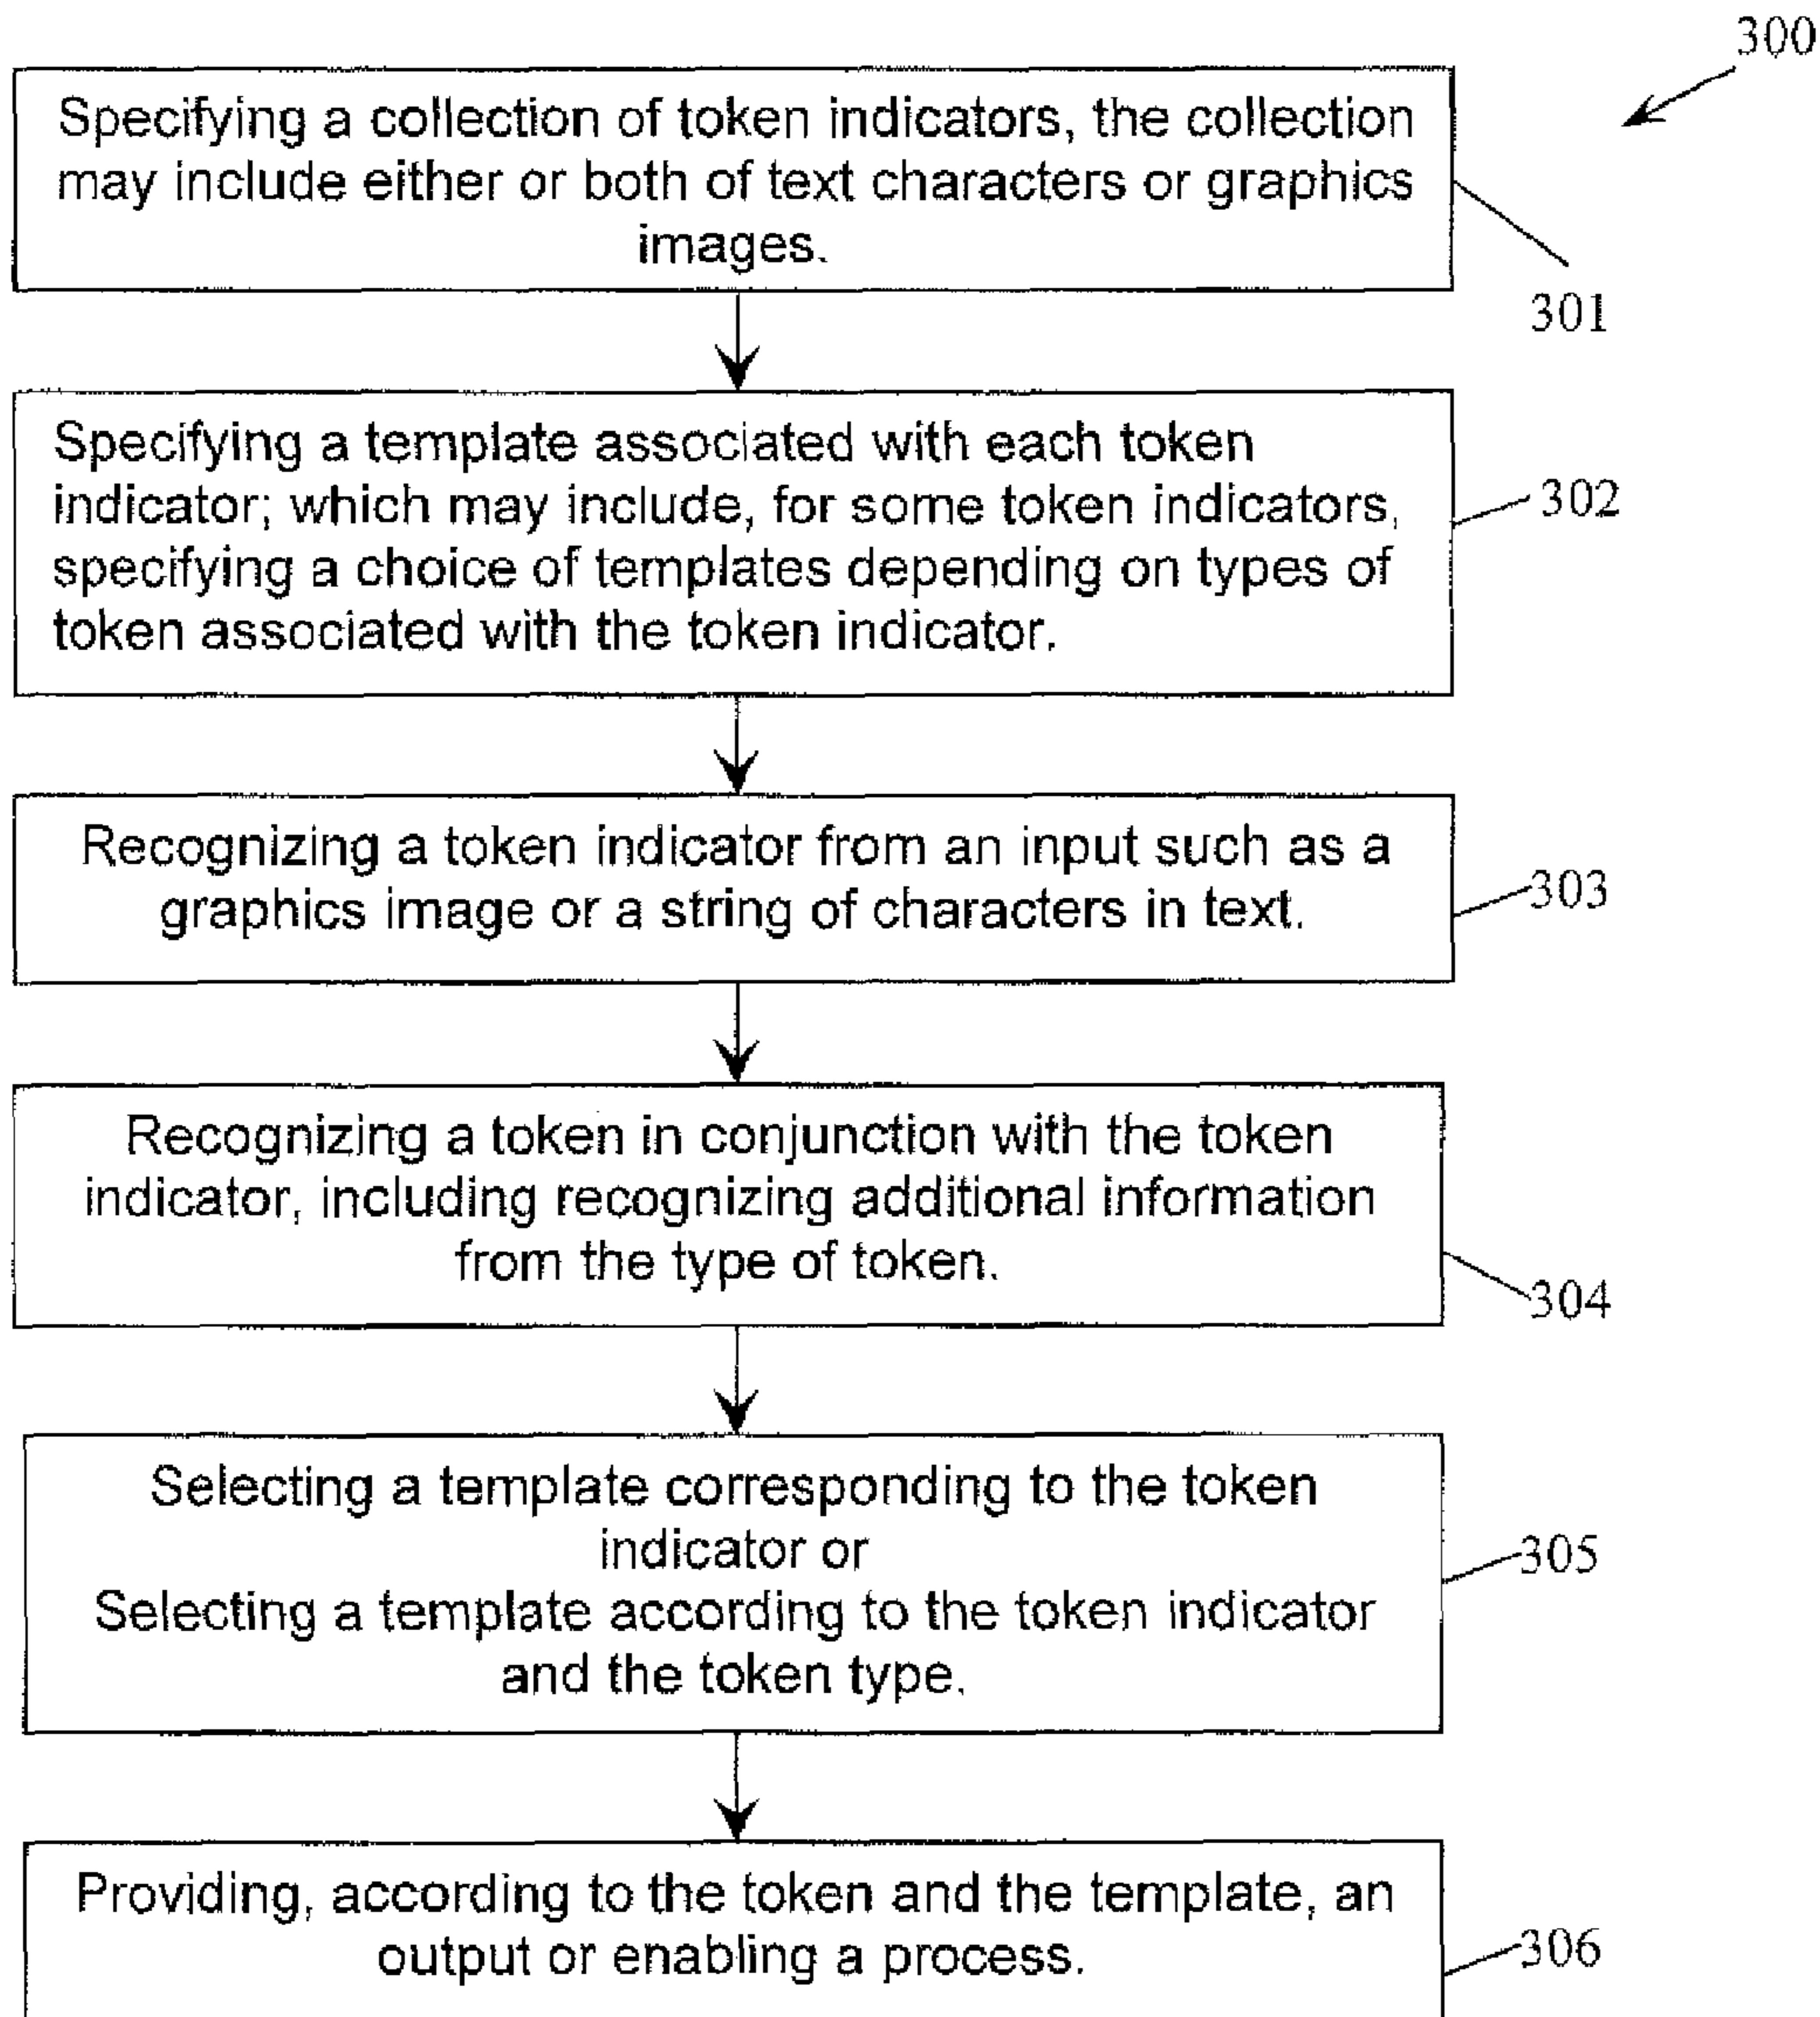 300
Specifying a collection of token indicators, the collection
may include either or both of text characters or graphics
images.
301
Specifying a template associated with each token
indicator; which may include, for some token indicators,
specifying a choice of templates depending on types of
token associated with the token indicator.
302
Recognizing a token indicator from an input such as a
graphics image or a string of characters in text.
303
Recognizing a token in conjunction with the token
indicator, including recognizing additional information
from the type of token.
304
Selecting a template corresponding to the token
indicator or
Selecting a template according to the token indicator
and the token type.
305
Providing, according to the token and the template, an
output or enabling a process.
306